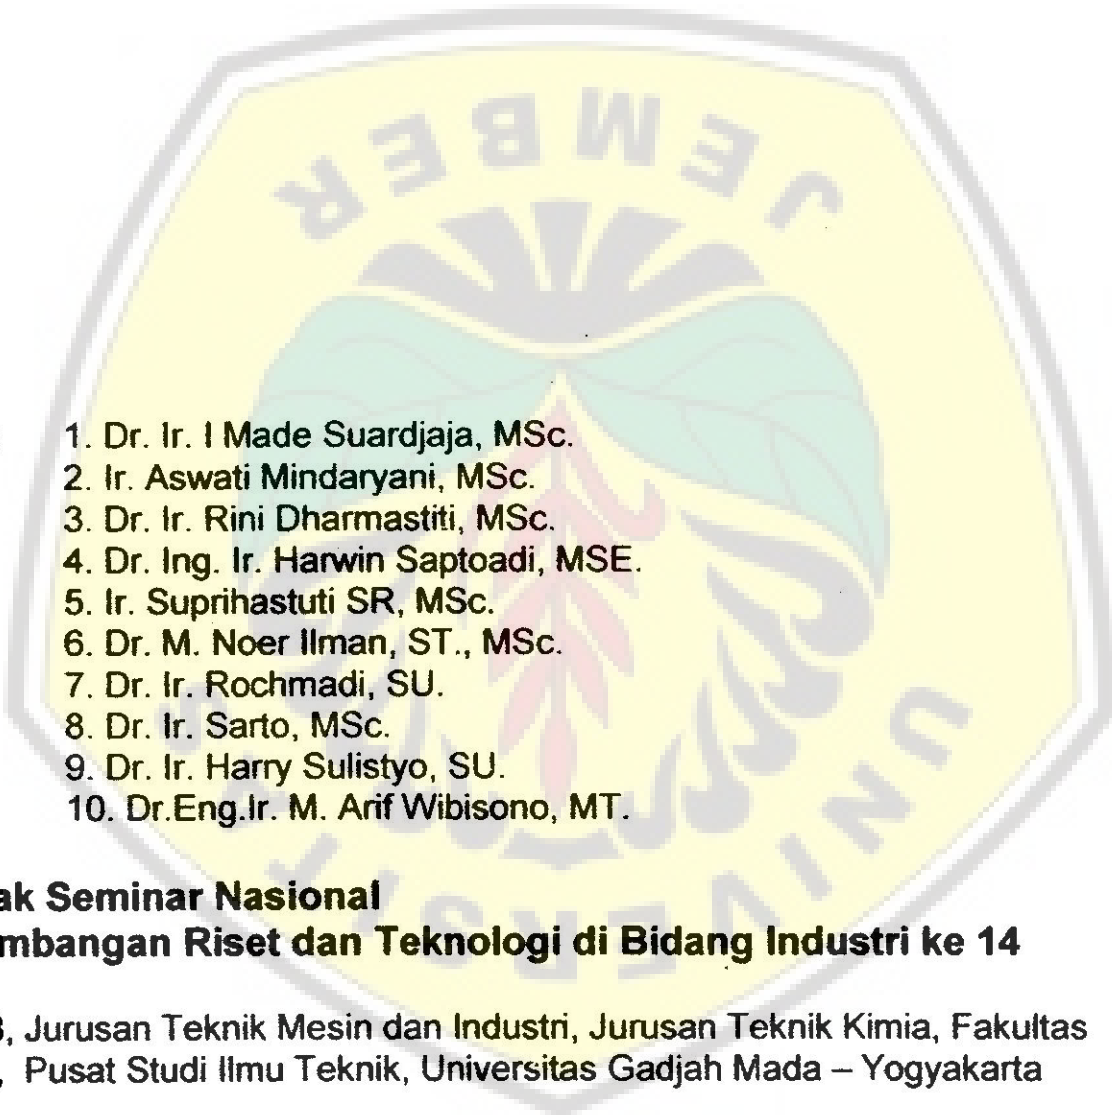 JEMBER
1. Dr. Ir. I Made Suardjaja, MSc.
2. Ir. Aswati Mindaryani, MSc.
3. Dr. Ir. Rini Dharmastiti, MSc.
4. Dr. Ing. Ir. Harwin Saptoadi, MSE.
5. Ir. Suprihastuti SR, MSc.
6. Dr. M. Noer Ilman, ST., MSc.
7. Dr. Ir. Rochmadi, SU.
8. Dr. Ir. Sarto, MSc.
9. Dr. Ir. Harry Sulistyo, SU.
10. Dr.Eng.Ir. M. Arif Wibisono, MT.
ak Seminar Nasional
mbangan Riset dan Teknologi di Bidang Industri ke 14
, Jurusan Teknik Mesin dan Industri, Jurusan Teknik Kimia, Fakultas
, Pusat Studi Ilmu Teknik, Universitas Gadjah Mada – Yogyakarta